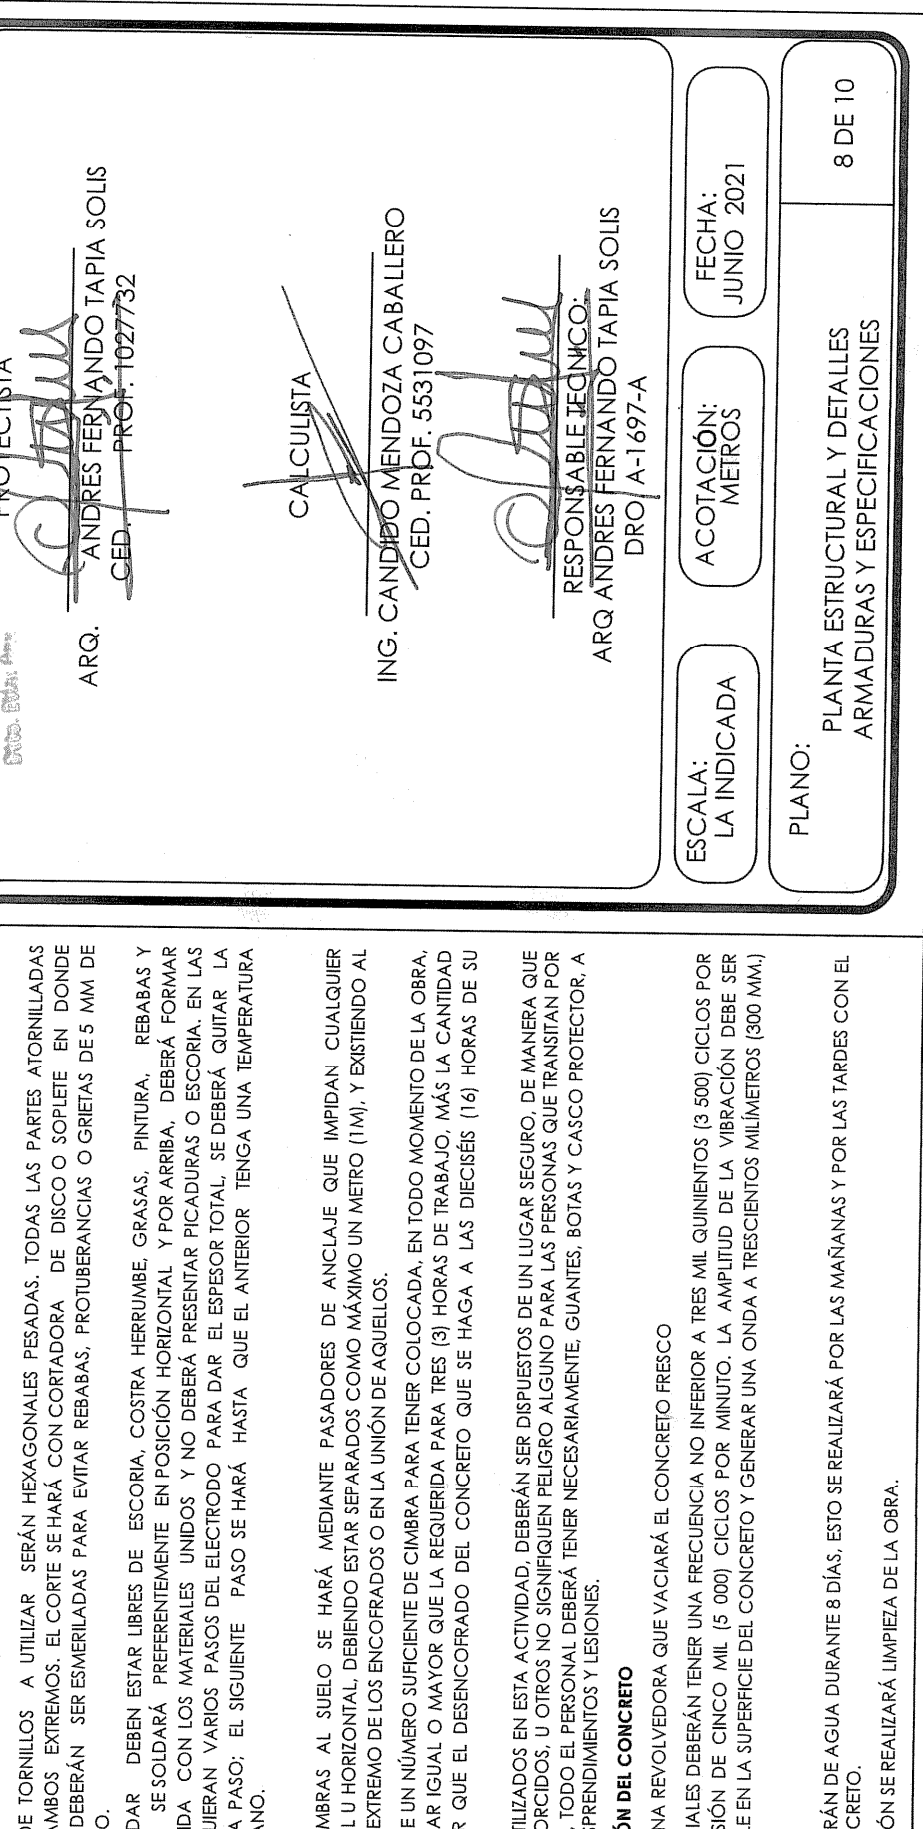 DE TORNILLOS A UTILIZAR SERÁN HEXAGONALES PESADAS. TODAS LAS PARTES ATORNILLADAS
MBOS EXTREMOS. EL CORTE SE HARÁ CON CORTADORA DE DISCO O SOPLETE EN DONDE
DEBERÁN SER ESMERILADAS PARA EVITAR REBABAS, PROTUBERANCIAS O GRIETAS DE 5 MM DE
O.
DAR DEBEN ESTAR LIBRES DE ESCORIA, COSTRA HERRUMBE, GRASAS, PINTURA, REBABAS Y
SE SOLDARÁ PREFERENTEMENTE EN POSICIÓN HORIZONTAL Y POR ARRIBA, DEBERÁ FORMAR
DA CON LOS MATERIALES UNIDOS Y NO DEBERÁ PRESENTAR PICADURAS O ESCORIA. EN LAS
UIERAN VARIOS PASOS DEL ELECTRODO PARA DAR EL ESPESOR TOTAL, SE DEBERÁ QUITAR LA
A PASO; EL SIGUIENTE PASO SE HARÁ HASTA QUE EL ANTERIOR TENGA UNA TEMPERATURA
ANO.
MBRAS AL SUELO SE HARÁ MEDIANTE PASADORES DE ANCLAJE QUE IMPIDAN CUALQUIER
L U HORIZONTAL, DEBIENDO ESTAR SEPARADOS COMO MÁXIMO UN METRO (1M), Y EXISTIENDO AL
EXTREMO DE LOS ENCOFRADOS O EN LA UNIÓN DE AQUELLOS.
E UN NÚMERO SUFICIENTE DE CIMBRA PARA TENER COLOCADA, EN TODO MOMENTO DE LA OBRA,
AR IGUAL O MAYOR QUE LA REQUERIDA PARA TRES (3) HORAS DE TRABAJO, MÁS LA CANTIDAD
R QUE EL DESENCOFRADO DEL CONCRETO QUE SE HAGA A LAS DIECISÉIS (16) HORAS DE SU
TILIZADOS EN ESTA ACTIVIDAD, DEBERÁN SER DISPUESTOS DE UN LUGAR SEGURO, DE MANERA QUE
ORCIDOS, U OTROS NO SIGNIFIQUEN PELIGRO ALGUNO PARA LAS PERSONAS QUE TRANSITAN POR
, TODO EL PERSONAL DEBERÁ TENER NECESARIAMENTE, GUANTES, BOTAS Y CASCO PROTECTOR, A
SPRENDIMIENTOS Y LESIONES.
ÓN DEL CONCRETO
NA REVOLVEDORA QUE VACIARÁ EL CONCRETO FRESCO
IALES DEBERÁN TENER UNA FRECUENCIA NO INFERIOR A TRES MIL QUINIENTOS (3 500) CICLOS POR
SIÓN DE CINCO MIL (5 000) CICLOS POR MINUTO. LA AMPLITUD DE LA VIBRACIÓN DEBE SER
LE EN LA SUPERFICIE DEL CONCRETO Y GENERAR UNA ONDA A TRESCIENTOS MILÍMETROS (300 MM.)
RÁN DE AGUA DURANTE 8 DÍAS, ESTO SE REALIZARÁ POR LAS MAÑANAS Y POR LAS TARDES CON EL
CRETO.
ÓN SE REALIZARÁ LIMPIEZA DE LA OBRA.
PROYECTISTA
ARQ. ANDRES FERNANDO TAPIA SOLIS
CED. PROF. 1027732
CALCULISTA
ING. CANDIDO MENDOZA CABALLERO
CED. PROF. 5531097
RESPONSABLE TECNICO:
ARQ ANDRES FERNANDO TAPIA SOLIS
DRO A-1697-A
ESCALA:
LA INDICADA
ACOTACIÓN:
METROS
FECHA:
JUNIO 2021
PLANO:
PLANTA ESTRUCTURAL Y DETALLES
ARMADURAS Y ESPECIFICACIONES
8 DE 10